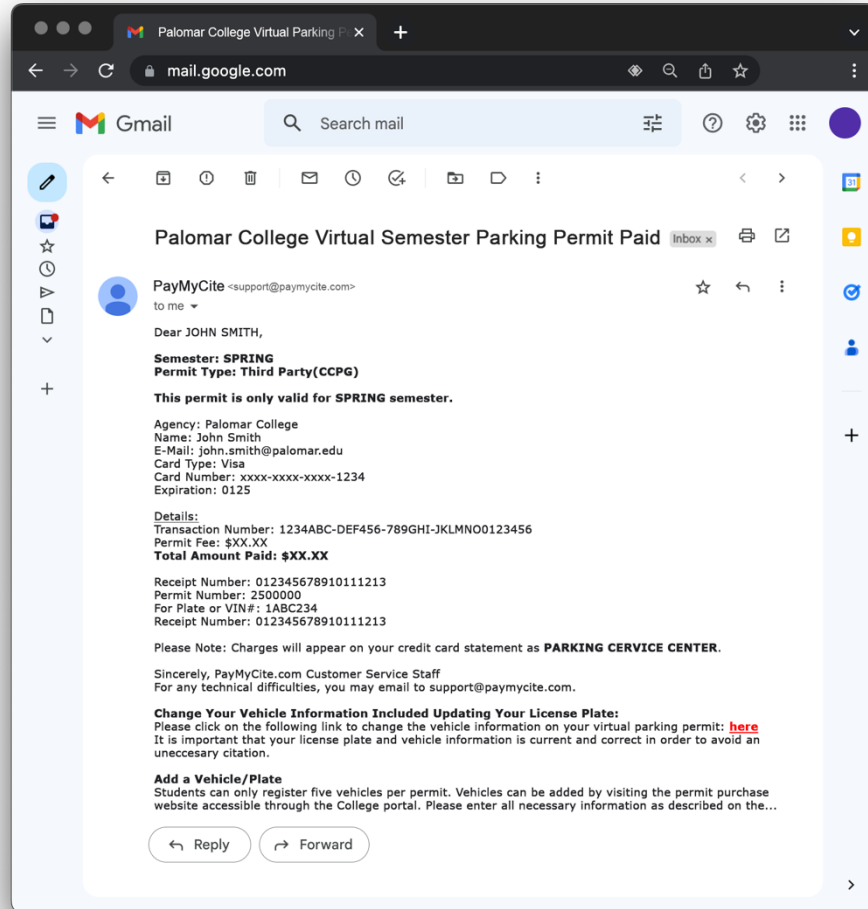 Palomar College Virtual Parking P
mail.google.com
Gmail
Search mail
31
Palomar College Virtual Semester Parking Permit Paid Inbox x
PayMyCite <support@paymycite.com>
to me
Dear JOHN SMITH,
Semester: SPRING
Permit Type: Third Party(CCPG)
This permit is only valid for SPRING semester.
Agency: Palomar College
Name: John Smith
E-Mail: john.smith@palomar.edu
Card Type: Visa
Card Number: xxxx-xxxx-xxxx-1234
Expiration: 0125
Details:
Transaction Number: 1234ABC-DEF456-789GHI-JKLMNO0123456
Permit Fee: $XX.XX
Total Amount Paid: $XX.XX
Receipt Number: 012345678910111213
Permit Number: 2500000
For Plate or VIN#: 1ABC234
Receipt Number: 012345678910111213
Please Note: Charges will appear on your credit card statement as PARKING CERVICE CENTER.
Sincerely, PayMyCite.com Customer Service Staff
For any technical difficulties, you may email to support@paymycite.com.
Change Your Vehicle Information Included Updating Your License Plate:
Please click on the following link to change the vehicle information on your virtual parking permit: here
It is important that your license plate and vehicle information is current and correct in order to avoid an
uneccesary citation.
Add a Vehicle/Plate
Students can only register five vehicles per permit. Vehicles can be added by visiting the permit purchase
website accessible through the College portal. Please enter all necessary information as described on the...
Reply
Forward